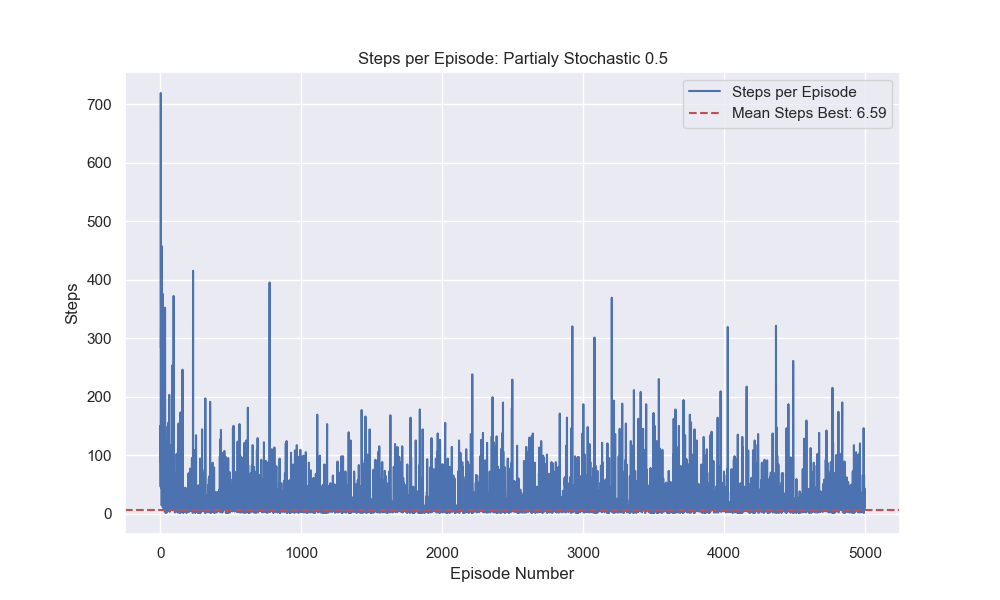 Steps per Episode: Partialy Stochastic 0.5
Steps per Episode
Mean Steps Best: 6.59
700
600
500
400
300
200
100
0
Steps
0 1000 2000 3000 4000 5000
Episode Number